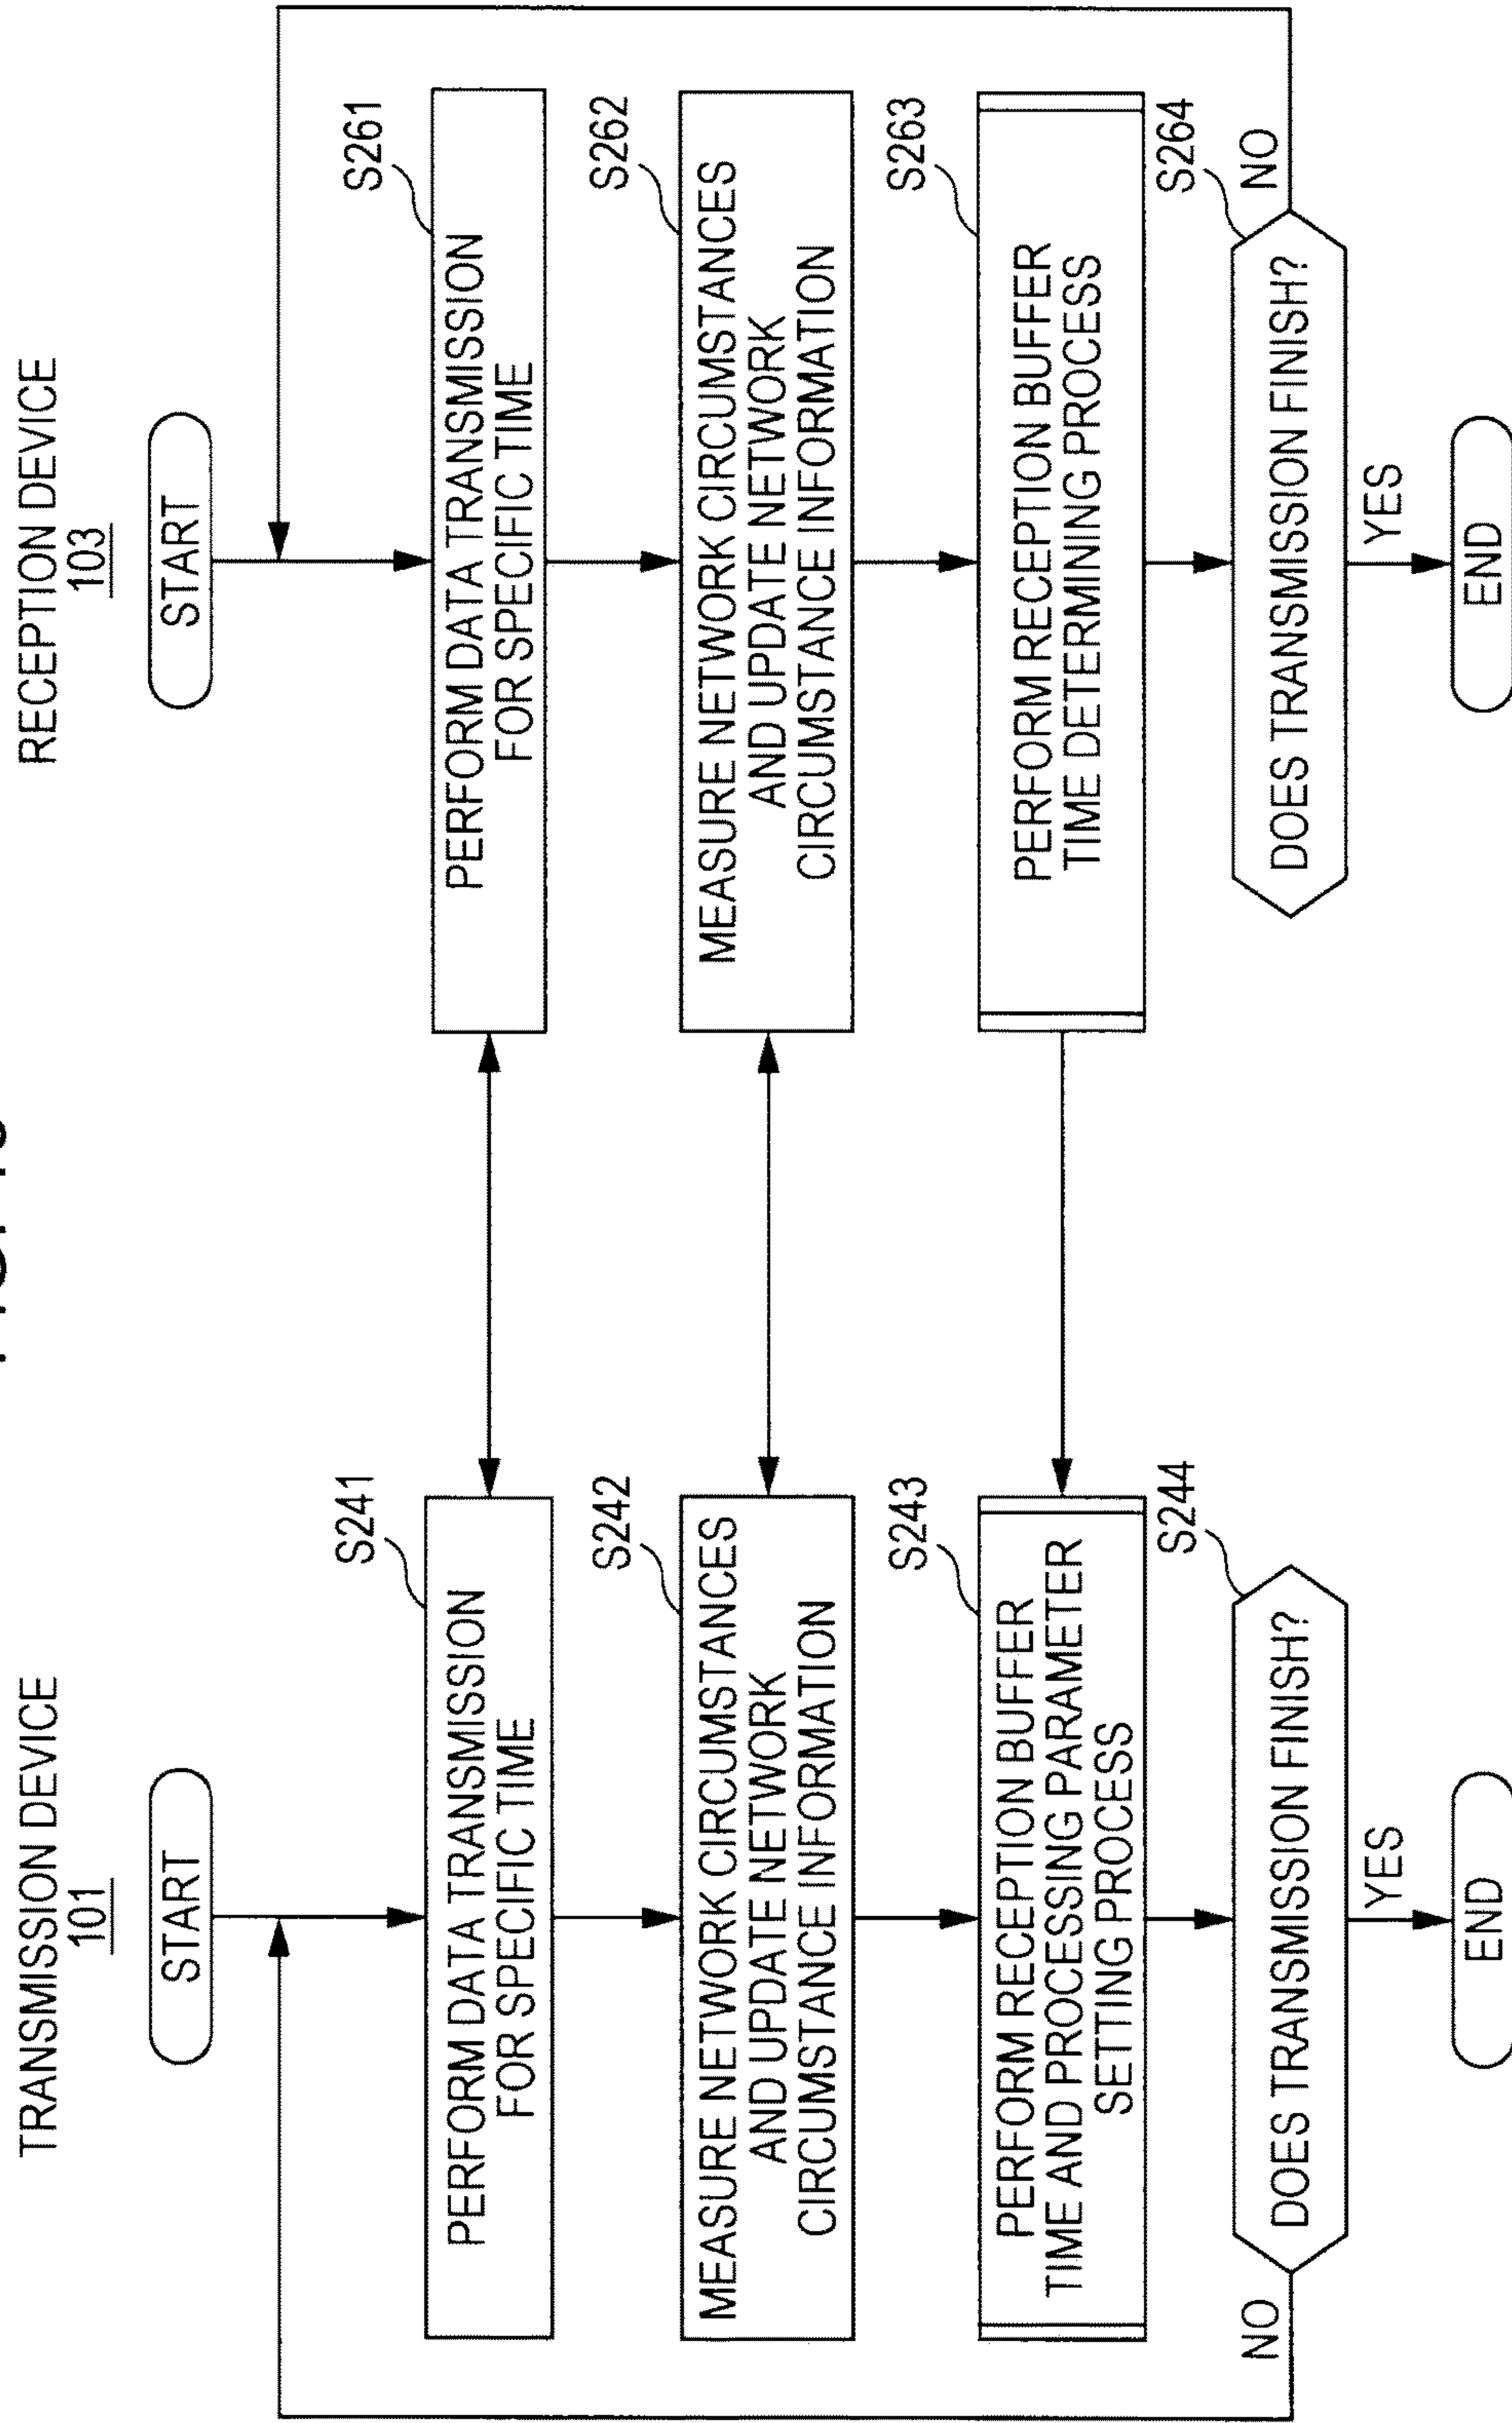 TRANSMISSION DEVICE
101
START
S241
PERFORM DATA TRANSMISSION
FOR SPECIFIC TIME
S242
MEASURE NETWORK CIRCUMSTANCES
AND UPDATE NETWORK
CIRCUMSTANCE INFORMATION
S243
PERFORM RECEPTION BUFFER
TIME AND PROCESSING PARAMETER
SETTING PROCESS
S244
DOES TRANSMISSION FINISH?
NO
YES
END
RECEPTION DEVICE
103
START
S261
PERFORM DATA TRANSMISSION
FOR SPECIFIC TIME
S262
MEASURE NETWORK CIRCUMSTANCES
AND UPDATE NETWORK
CIRCUMSTANCE INFORMATION
S263
PERFORM RECEPTION BUFFER
TIME DETERMINING PROCESS
S264
DOES TRANSMISSION FINISH?
NO
YES
END